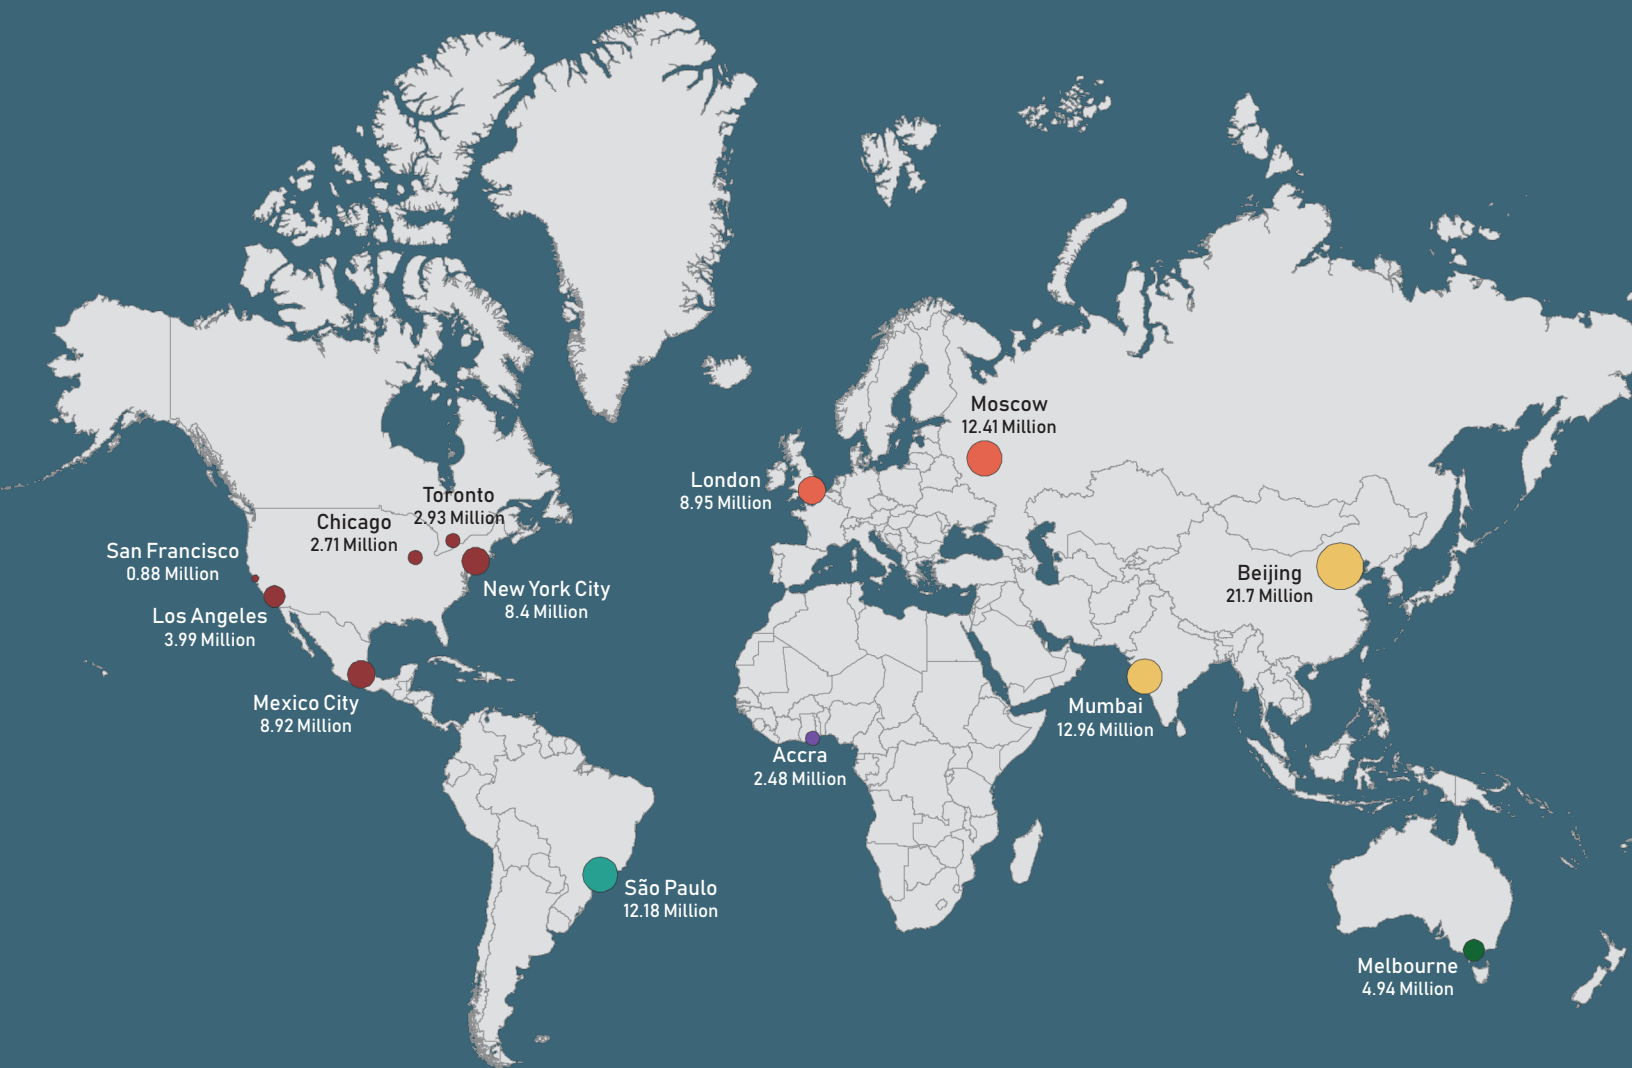 Moscow
12.41 Million
London
8.95 Million
Toronto
2.93 Million
Chicago
2.71 Million
San Francisco
0.88 Million
New York City
8.4 Million
Los Angeles
3.99 Million
Beijing
21.7 Million
Mexico City
8.92 Million
Mumbai
12.96 Million
Accra
2.48 Million
São Paulo
12.18 Million
Melbourne
4.94 Million